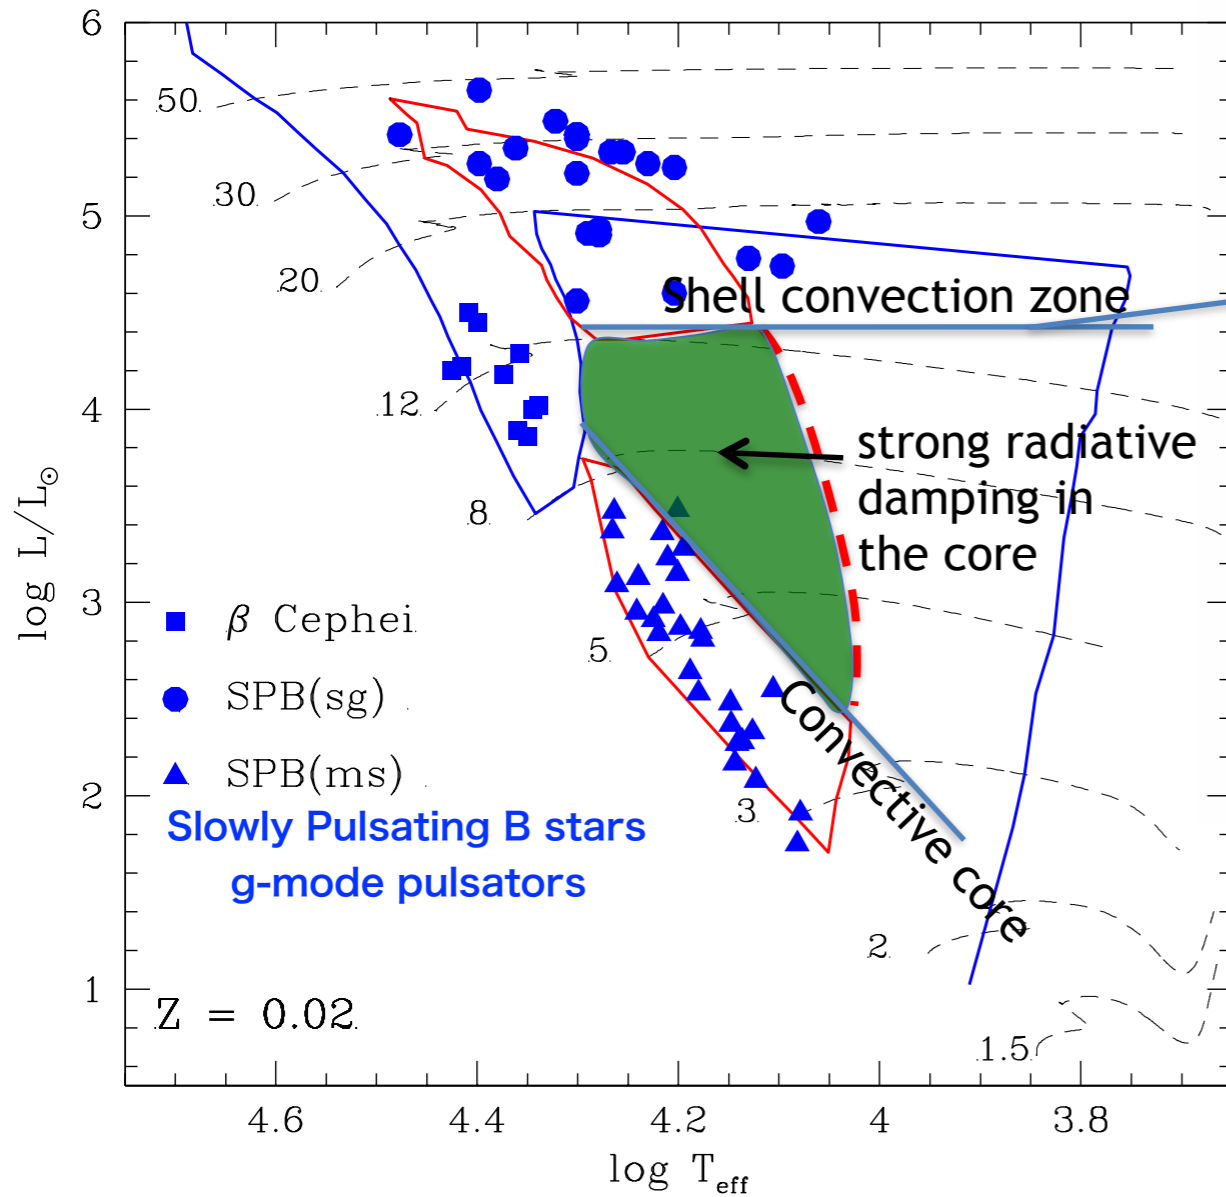 6
5
4
3
2
1
log L/L☉
50
30
20
12
8
5
3
2
1.5
Shell convection zone
strong radiative
damping in
the core
Convective core
β Cephei
SPB(sg)
SPB(ms)
Slowly Pulsating B stars
g-mode pulsators
Z = 0.02
4.6
4.4
4.2
4
3.8
log T_eff